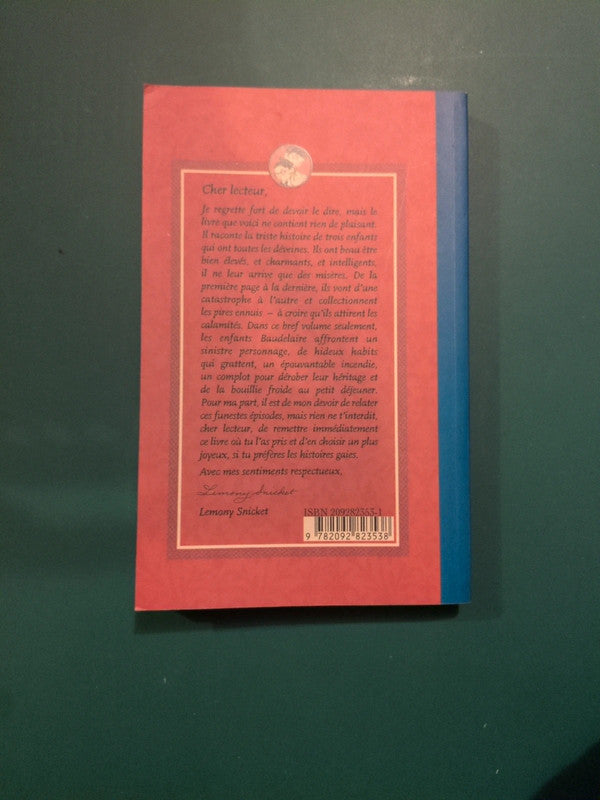 Cher lecteur,
Je regrette fort de devoir le dire, mais le
livre que voici ne contient rien de plaisant.
Il raconte la triste histoire de trois enfants
qui ont toutes les déveines. Ils ont beau être
bien élevés, et charmants, et intelligents,
il ne leur arrive que des misères. De la
première page à la dernière, ils vont d'une
catastrophe à l'autre et collectionnent
les pires ennuis – à croire qu'ils attirent les
calamités. Dans ce bref volume seulement,
les enfants Baudelaire affrontent un
sinistre personnage, de hideux habits
qui grattent, un épouvantable incendie,
un complot pour dérober leur héritage et
de la bouillie froide au petit déjeuner.
Pour ma part, il est de mon devoir de relater
ces funestes épisodes, mais rien ne t'interdit,
cher lecteur, de remettre immédiatement
ce livre où tu l'as pris et d'en choisir un plus
joyeux, si tu préfères les histoires gaies.
Avec mes sentiments respectueux,
Lemony Snicket
Lemony Snicket
ISBN 209282353-1
9 782092 823538